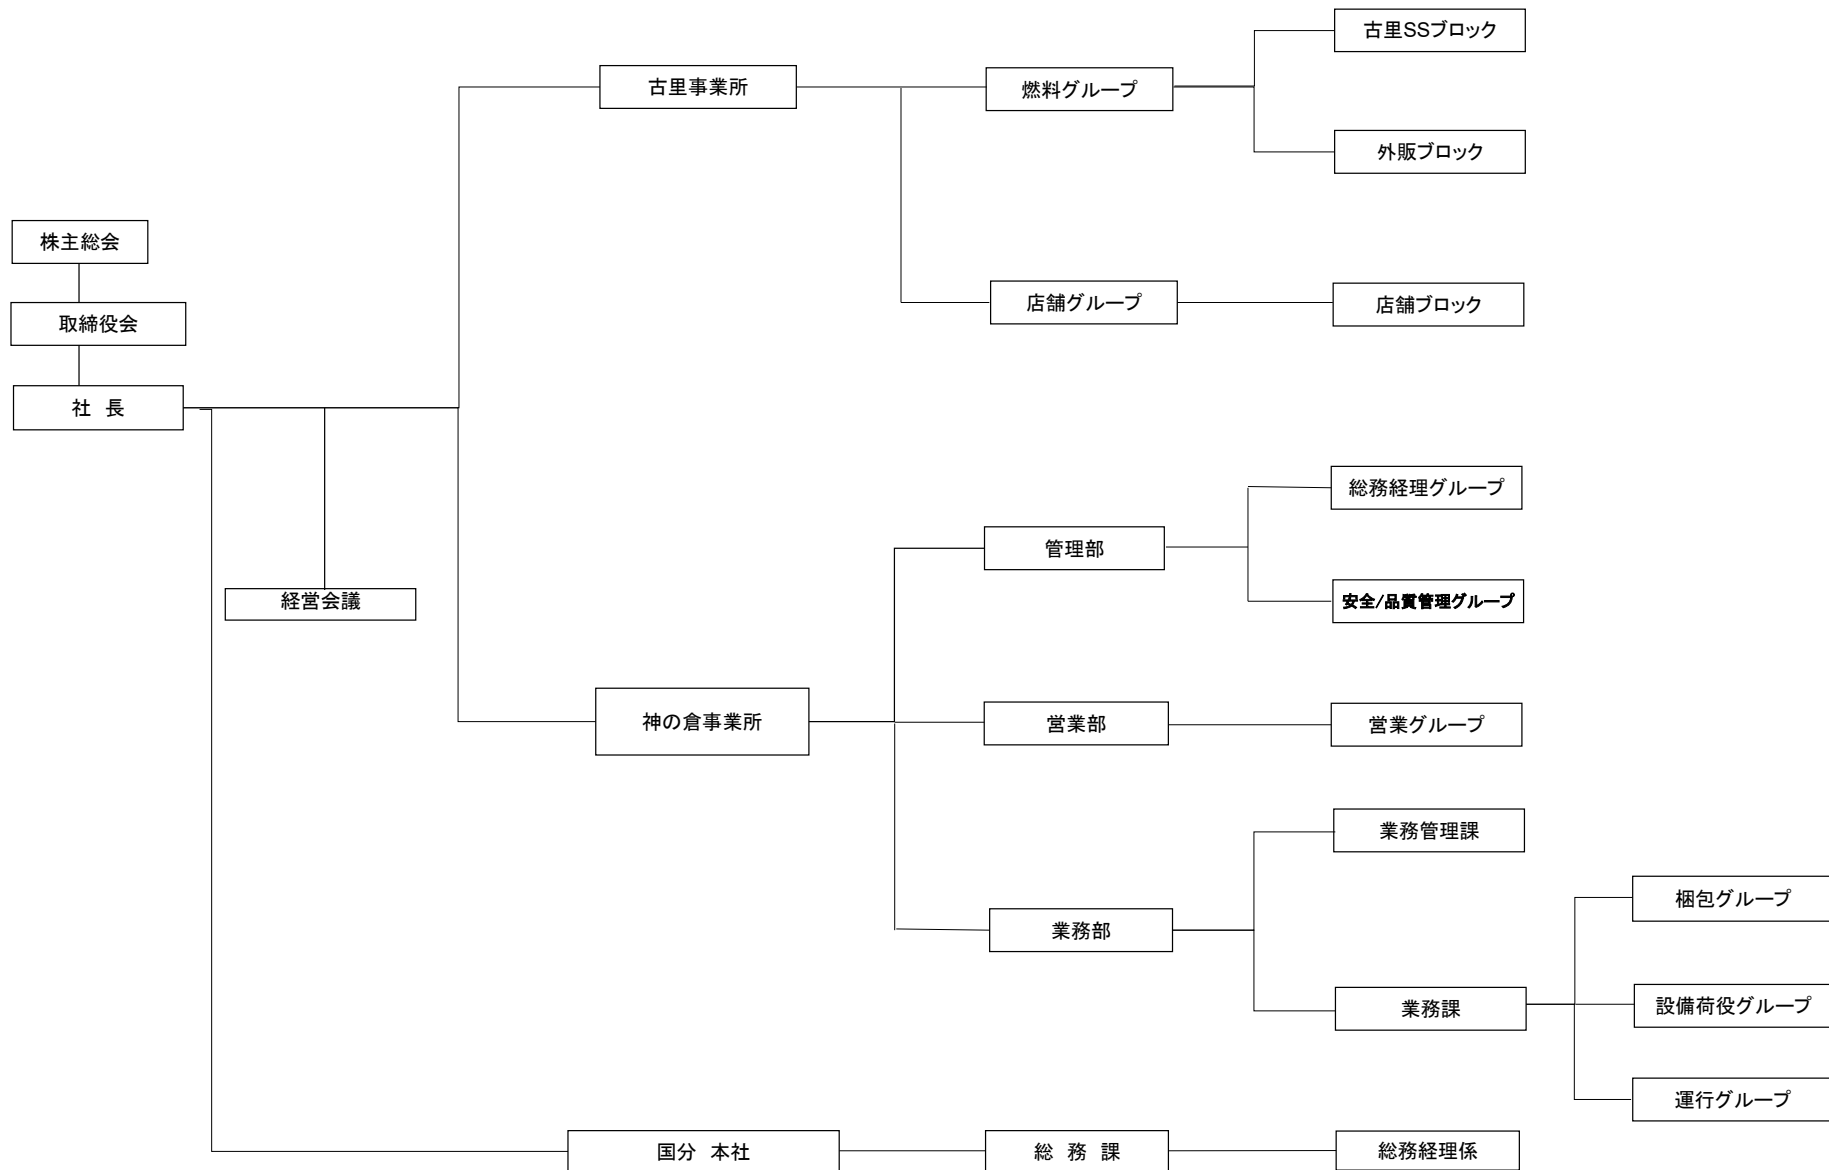 株主総会
取締役会
社　長
経営会議
古里事業所
燃料グループ
古里SSブロック
外販ブロック
店舗グループ
店舗ブロック
神の倉事業所
管理部
総務経理グループ
安全/品質管理グループ
営業部
営業グループ
業務部
業務管理課
業務課
梱包グループ
設備荷役グループ
運行グループ
国分　本社
総　務　課
総務経理係